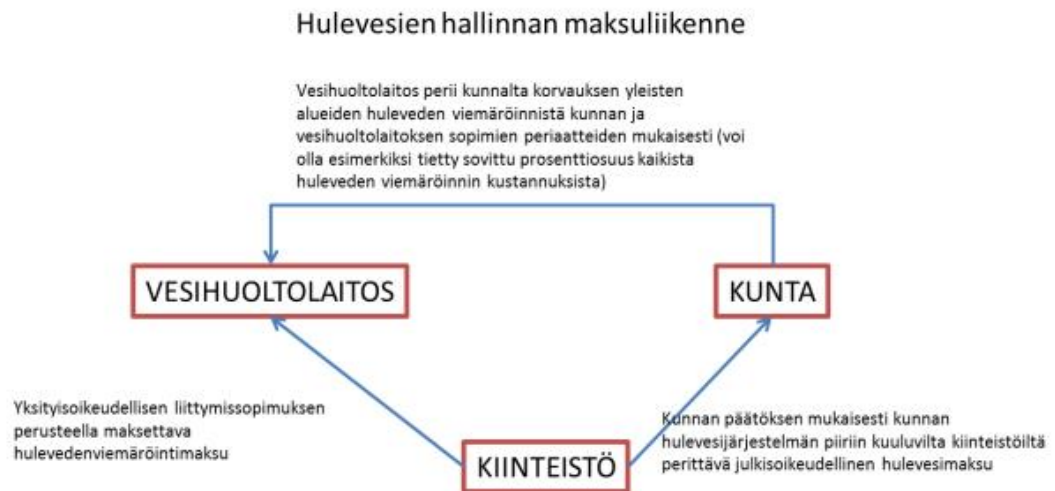 Hulevesien hallinnan maksuliikenne
Vesihuoltolaitos perii kunnalta korvauksen yleisten
alueiden huleveden viemäröinnistä kunnan ja
vesihuoltolaitoksen sopimien periaatteiden mukaisesti (voi
olla esimerkiksi tietty sovittu prosenttiosuus kaikista
huleveden viemäröinnin kustannuksista)
VESIHUOLTOLAITOS
KUNTA
Yksityisoikeudellisen liittymissopimuksen
perusteella maksettava
hulevedenviemäröintimaksu
Kunnan päätöksen mukaisesti kunnan
hulevesijärjestelmän piiriin kuuluvilta kiinteistöiltä
perittävä julkisoikeudellinen hulevesimaksu
KIINTEISTÖ